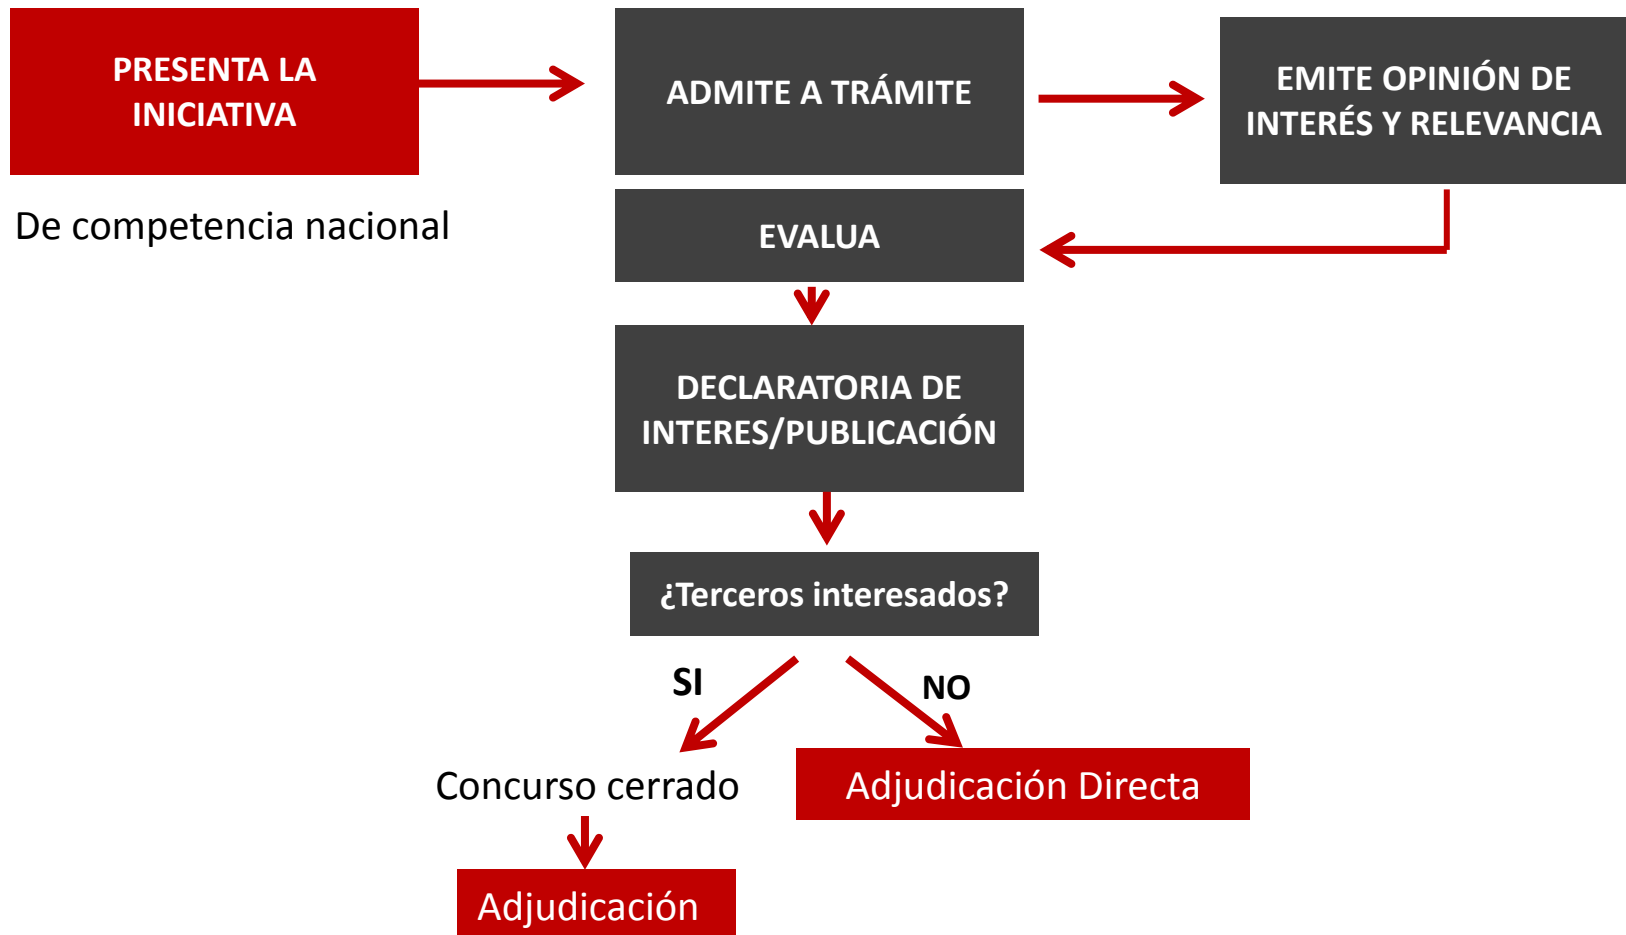 PRESENTA LA
INICIATIVA
ADMITE A TRÁMITE
EMITE OPINIÓN DE
INTERÉS Y RELEVANCIA
De competencia nacional
EVALUA
DECLARATORIA DE
INTERES/PUBLICACIÓN
¿Terceros interesados?
SI
NO
Concurso cerrado
Adjudicación Directa
Adjudicación